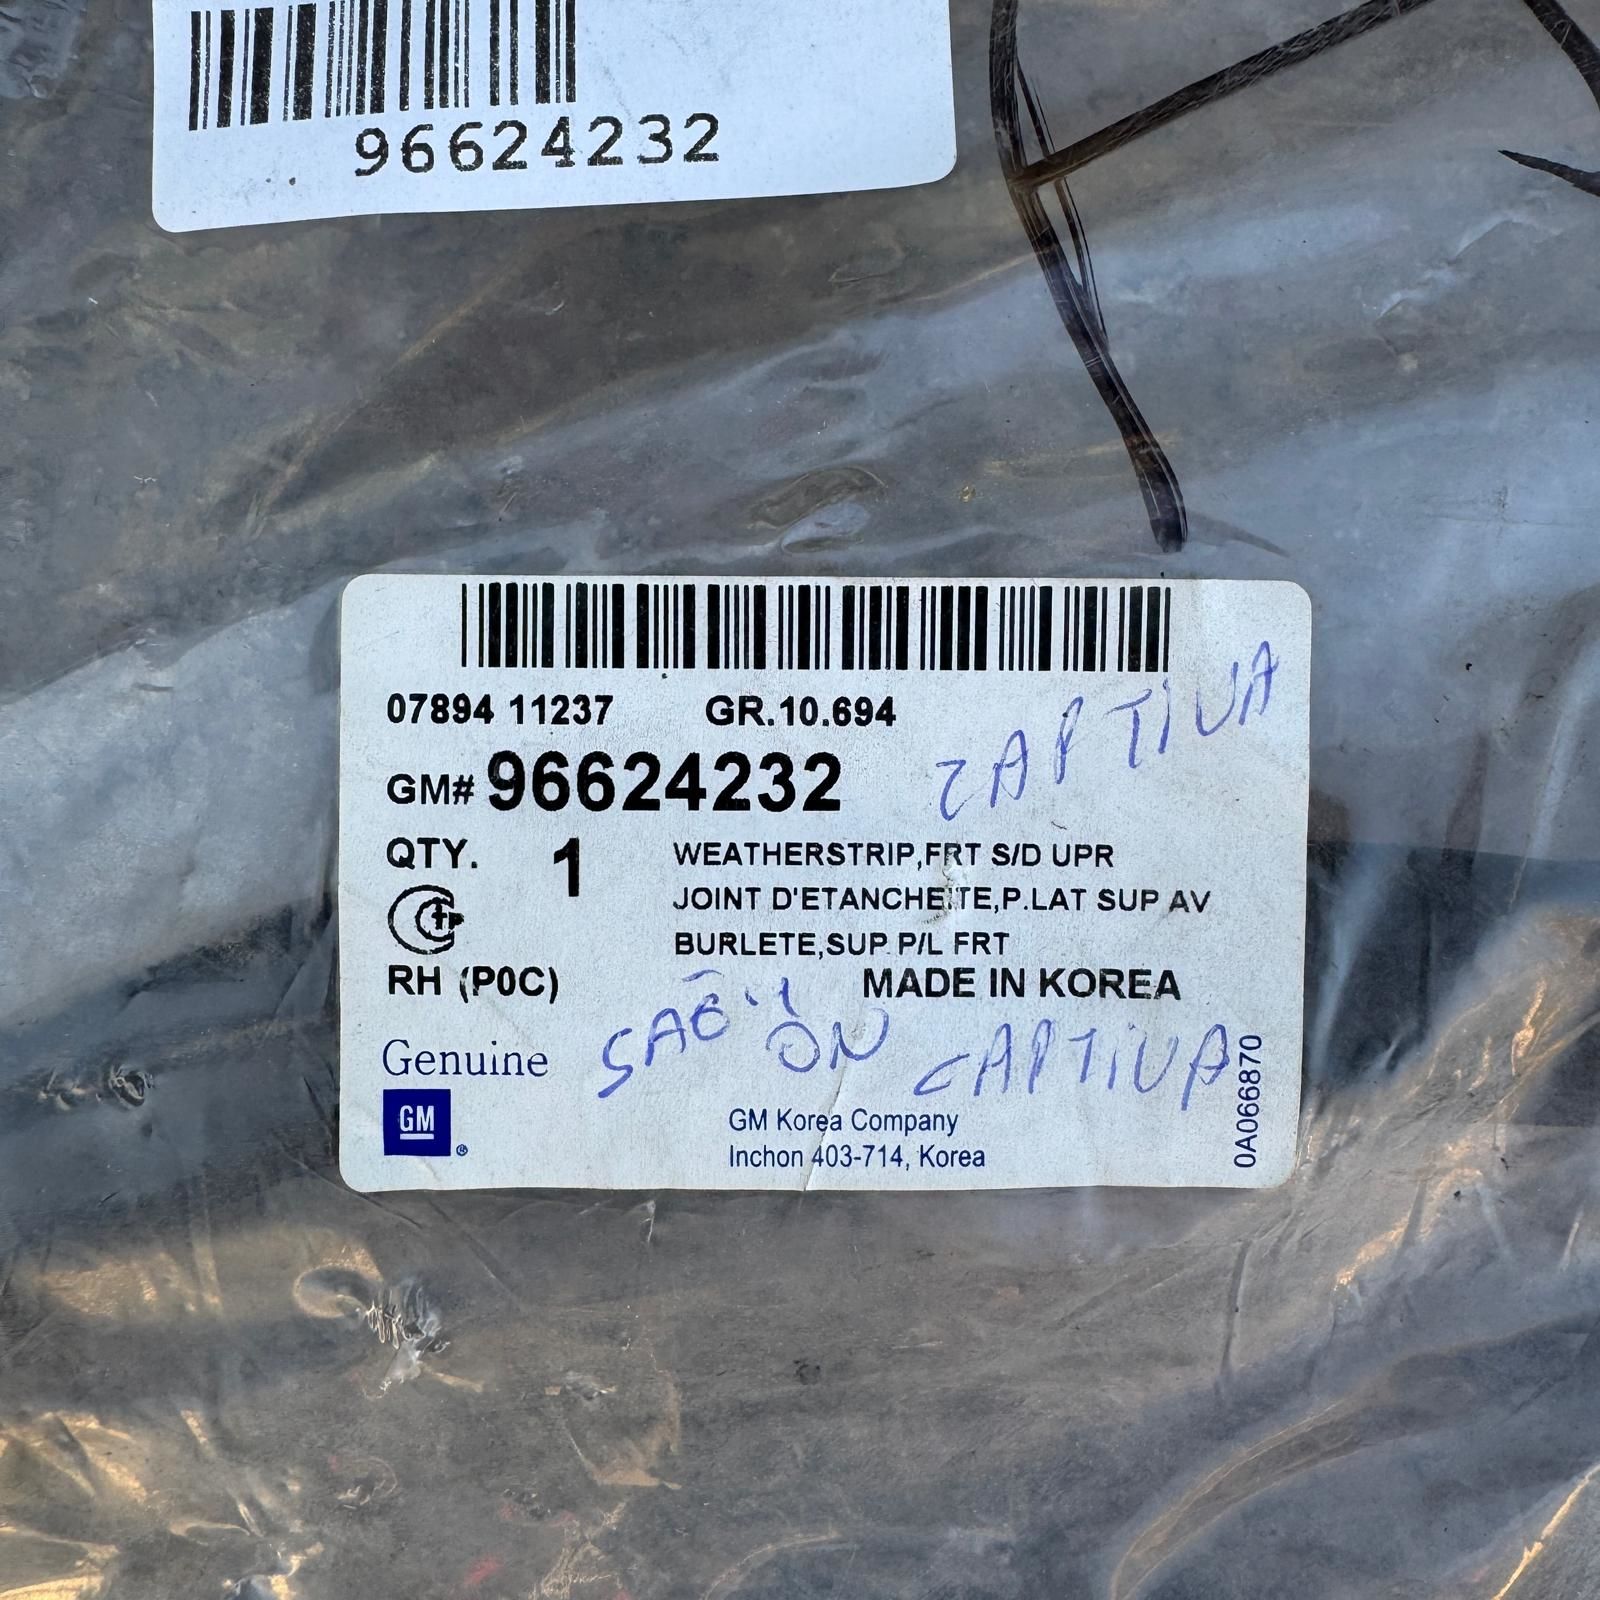 96624232
07894 11237 GR.10.694
GM# 96624232
CAPTIVA
QTY. 1
WEATHERSTRIP,FRT S/D UPR
JOINT D'ETANCHEITE,P.LAT SUP AV
BURLETE,SUP P/L FRT
RH (P0C)
MADE IN KOREA
SAĞ ÖN CAPTIVA
Genuine
GM®
GM Korea Company
Inchon 403-714, Korea
0A066870